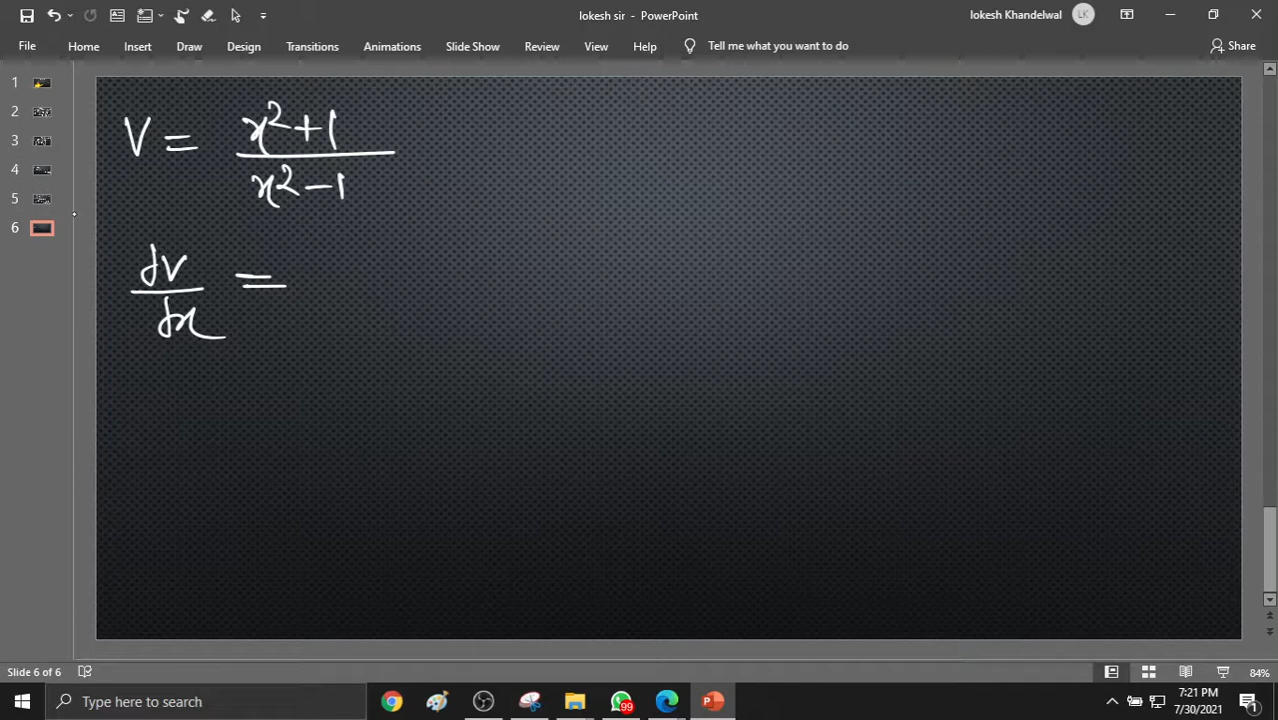 lokesh sir - PowerPoint
lokesh Khandelwal
LK
File Home Insert Draw Design Transitions Animations Slide Show Review View Help Tell me what you want to do Share
1
2
3
4
5
6
V = x²+1
x²-1
dv
dx =
Slide 6 of 6
84%
Type here to search
99
7:21 PM
7/30/2021
1